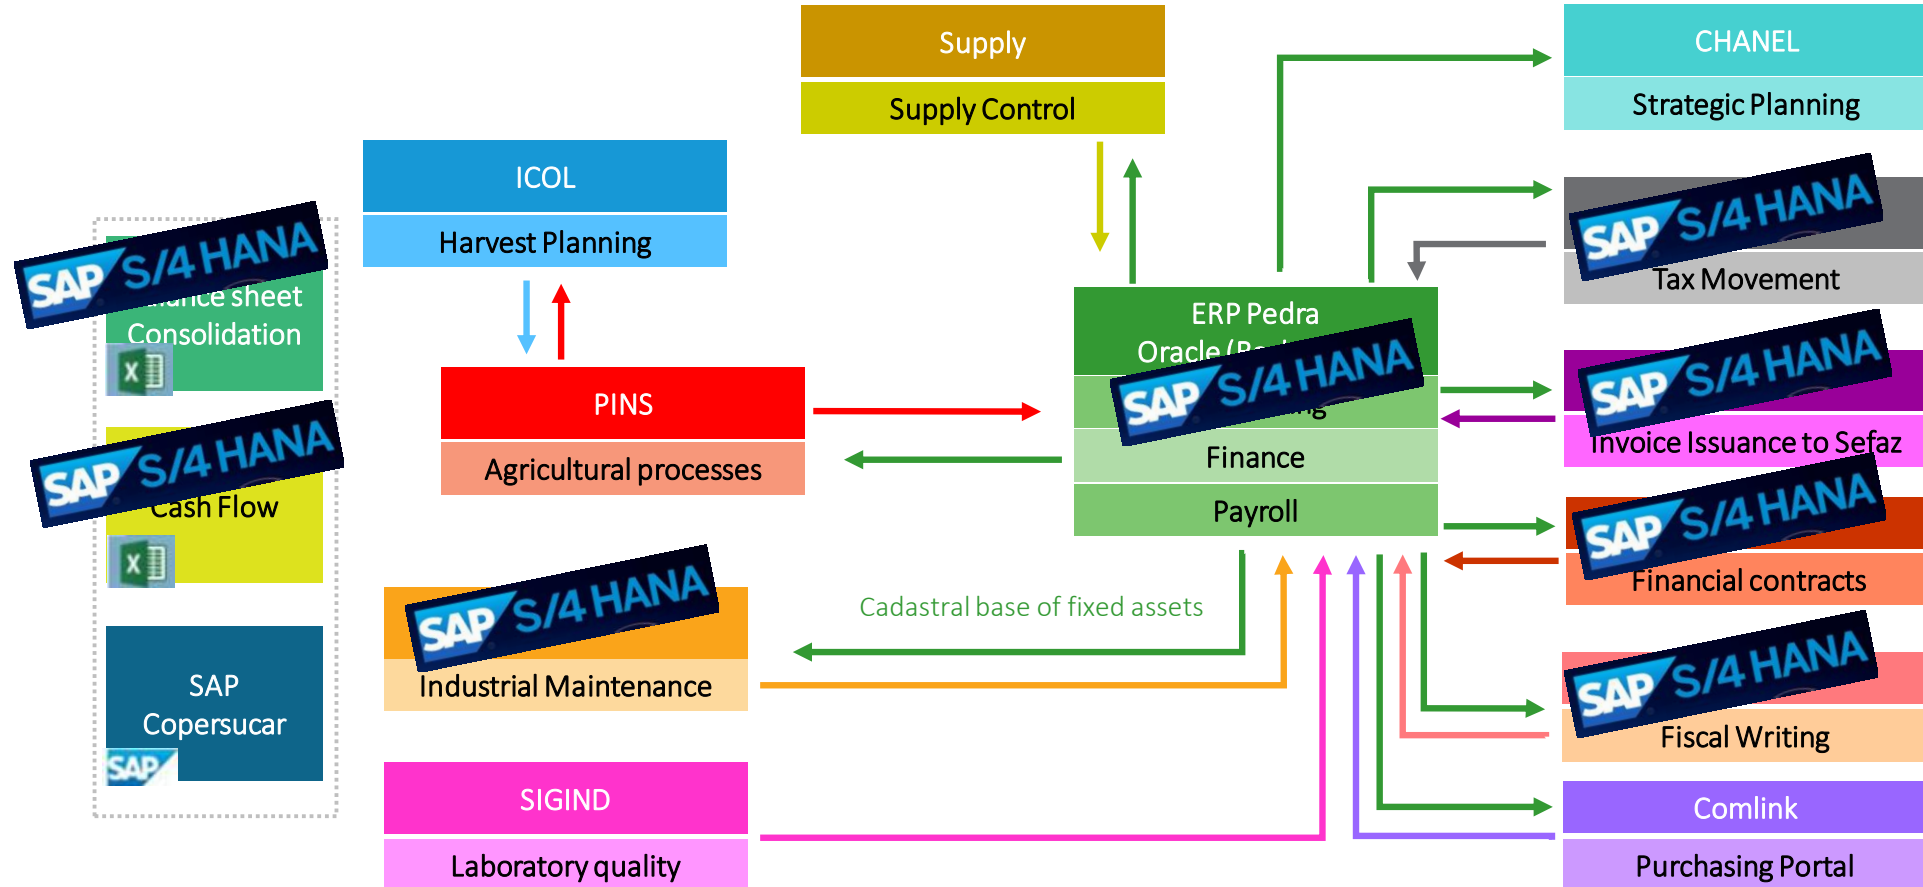 Supply
Supply Control
CHANEL
Strategic Planning
ICOL
Harvest Planning
SAP S/4 HANA
sheet
Consolidation
SAP S/4 HANA
Cash Flow
SAP
Copersucar
SAP
PINS
Agricultural processes
SAP S/4 HANA
Industrial Maintenance
SIGIND
Laboratory quality
Cadastral base of fixed assets
ERP Pedra
Oracle
SAP S/4 HANA
Finance
Payroll
SAP S/4 HANA
Tax Movement
SAP S/4 HANA
Invoice Issuance to Sefaz
SAP S/4 HANA
Financial contracts
SAP S/4 HANA
Fiscal Writing
Comlink
Purchasing Portal